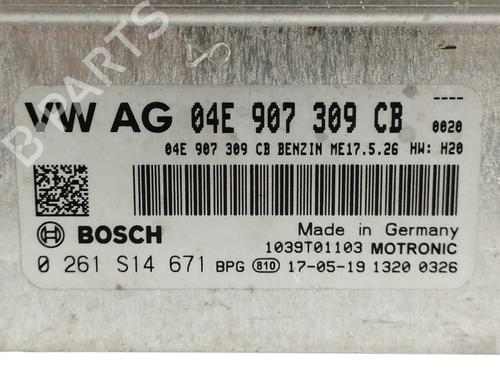 B PARTS
VW AG 04E 907 309 CB 0020
04E 907 309 CB BENZIN ME17.5.26 HW: H20
BOSCH
Made in Germany
1039T01103 MOTRONIC
0 261 S14 671 BPG 810 17-05-19 1320 0326